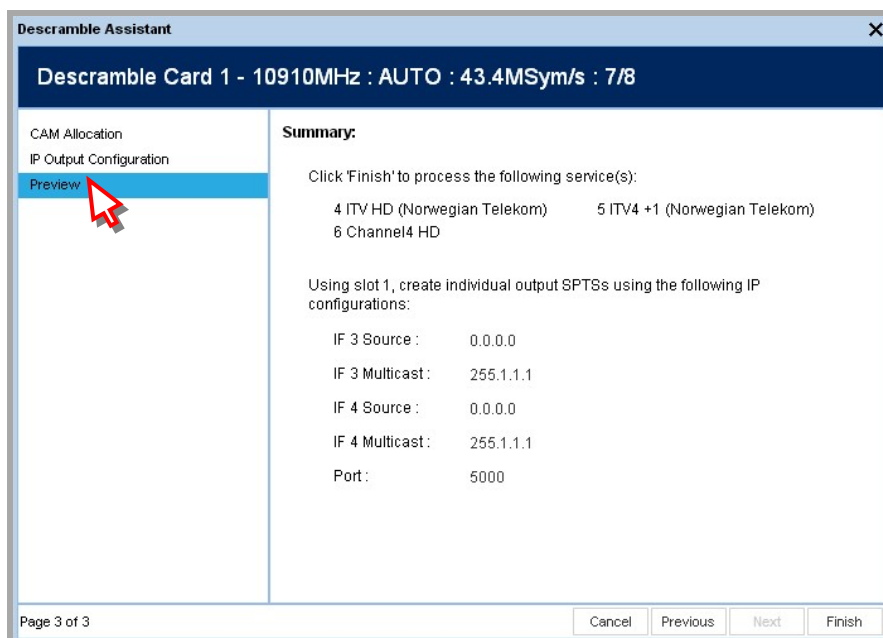 Descramble Assistant
Descramble Card 1 - 10910MHz : AUTO : 43.4MSym/s : 7/8
CAM Allocation
IP Output Configuration
Preview
Summary:
Click 'Finish' to process the following service(s):
4 ITV HD (Norwegian Telekom) 5 ITV4 +1 (Norwegian Telekom)
6 Channel4 HD
Using slot 1, create individual output SPTSs using the following IP
configurations:
IF 3 Source : 0.0.0.0
IF 3 Multicast : 255.1.1.1
IF 4 Source : 0.0.0.0
IF 4 Multicast : 255.1.1.1
Port : 5000
Page 3 of 3
Cancel Previous Next Finish